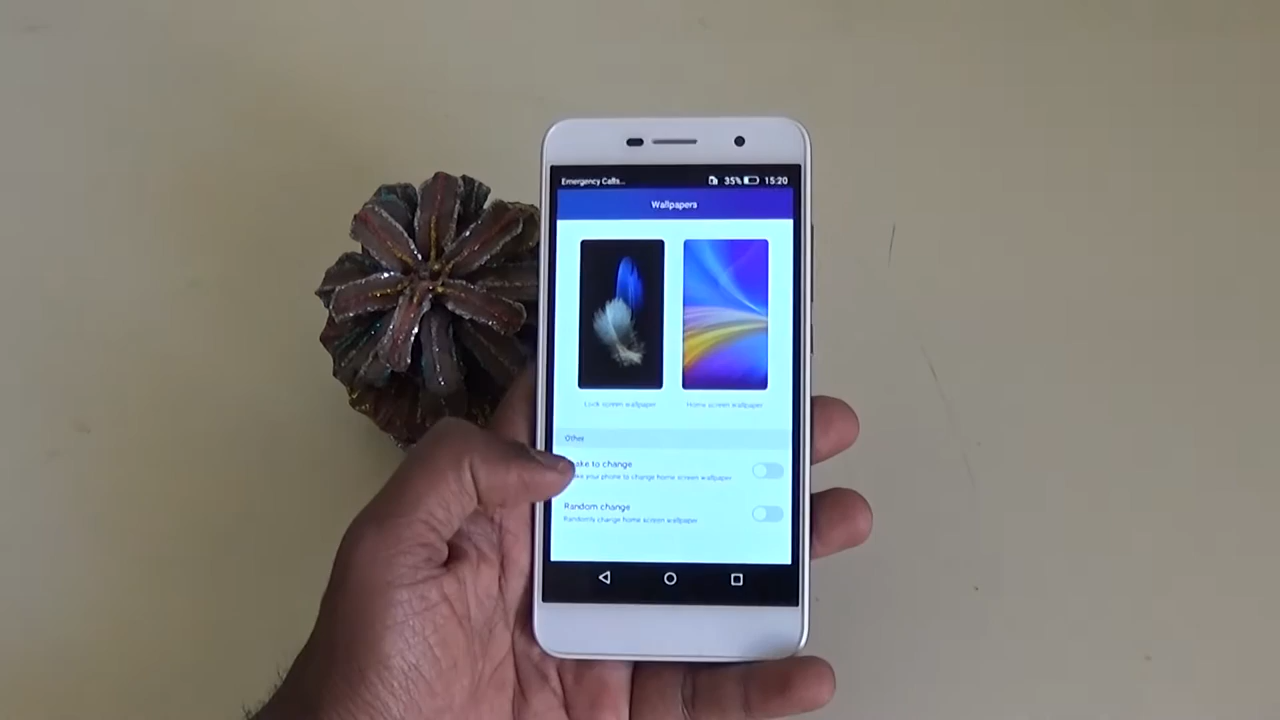 Emergency Calls... 35% 15:20
Wallpapers
Lock screen wallpaper Home screen wallpaper
Other
ake to change
ke your phone to change home screen wallpaper
Random change
Randomly change home screen wallpaper